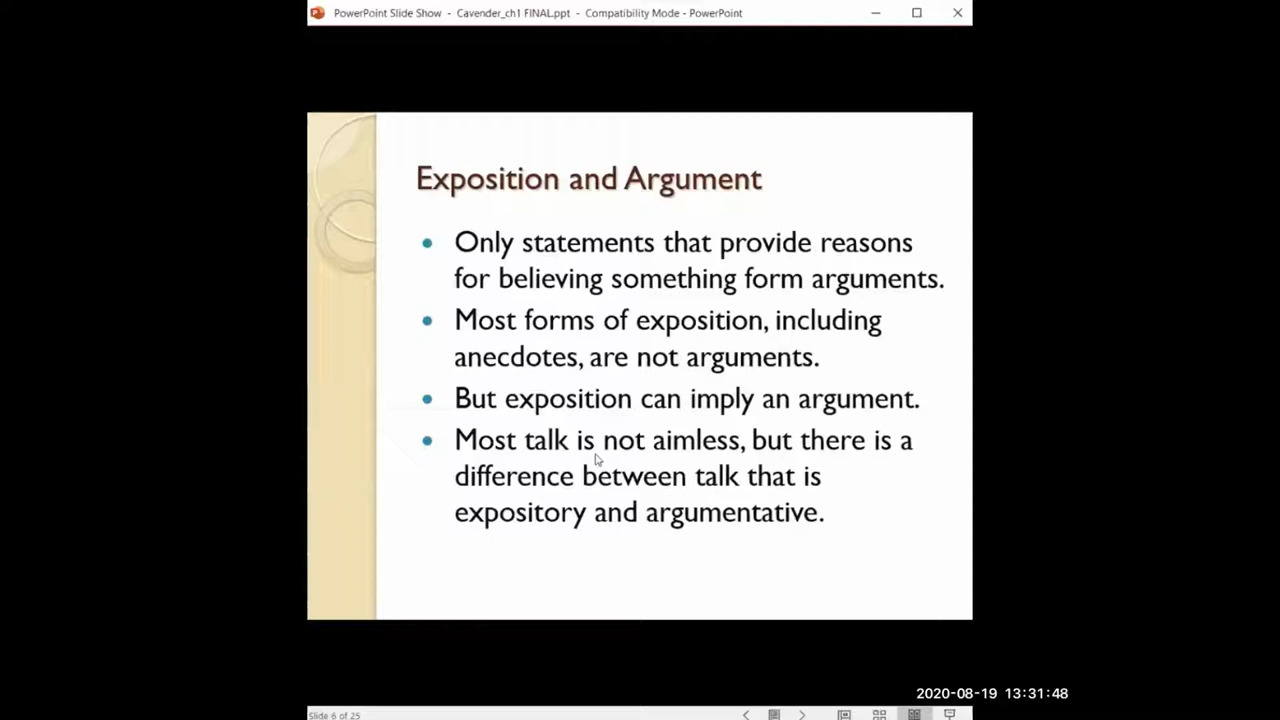 PowerPoint Slide Show - Cavender_ch1 FINAL.ppt - Compatibility Mode - PowerPoint
Exposition and Argument
• Only statements that provide reasons
for believing something form arguments.
• Most forms of exposition, including
anecdotes, are not arguments.
• But exposition can imply an argument.
• Most talk is not aimless, but there is a
difference between talk that is
expository and argumentative.
2020-08-19 13:31:48
Slide 6 of 25